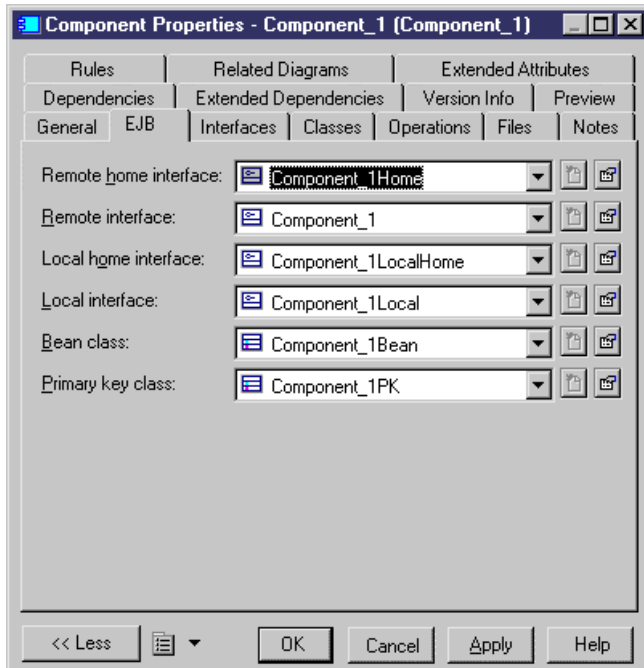 Component Properties - Component_1 (Component_1)
Rules Related Diagrams Extended Attributes
Dependencies Extended Dependencies Version Info Preview
General EJB Interfaces Classes Operations Files Notes
Remote home interface: Component_1Home
Remote interface: Component_1
Local home interface: Component_1LocalHome
Local interface: Component_1Local
Bean class: Component_1Bean
Primary key class: Component_1PK
<< Less OK Cancel Apply Help